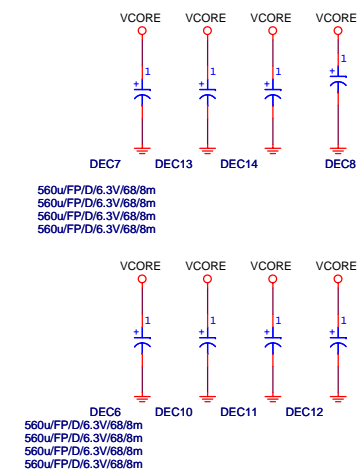 VCORE VCORE VCORE VCORE
1
+ 1 + 1 + 1 +
DEC7 DEC13 DEC14 DEC8
560u/FP/D/6.3V/68/8m
560u/FP/D/6.3V/68/8m
560u/FP/D/6.3V/68/8m
560u/FP/D/6.3V/68/8m
VCORE VCORE VCORE VCORE
+ 1 + 1 + 1 + 1
DEC6 DEC10 DEC11 DEC12
560u/FP/D/6.3V/68/8m
560u/FP/D/6.3V/68/8m
560u/FP/D/6.3V/68/8m
560u/FP/D/6.3V/68/8m